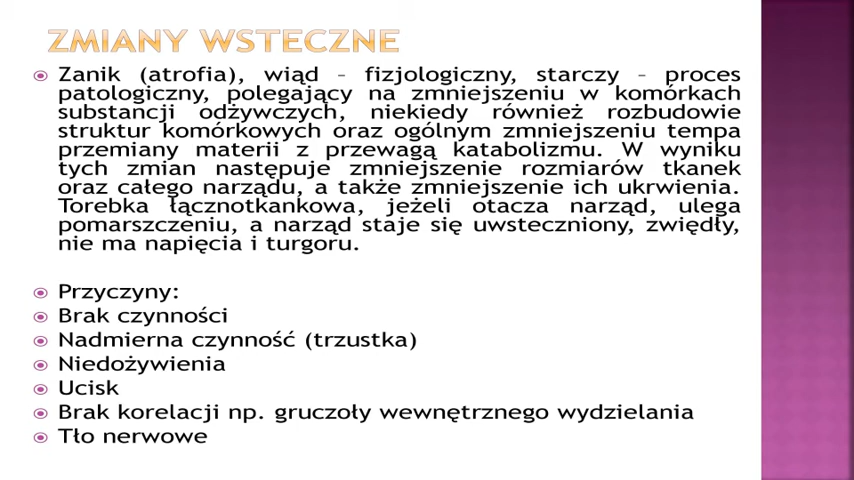 ZMIANY WSTECZNE
Zanik (atrofia), wiąd – fizjologiczny, starczy – proces
patologiczny, polegający na zmniejszeniu w komórkach
substancji odżywczych, niekiedy również rozbudowie
struktur komórkowych oraz ogólnym zmniejszeniu tempa
przemiany materii z przewagą katabolizmu. W wyniku
tych zmian następuje zmniejszenie rozmiarów tkanek
oraz całego narządu, a także zmniejszenie ich ukrwienia.
Torebka łącznotkankowa, jeżeli otacza narząd, ulega
pomarszczeniu, a narząd staje się uwsteczniony, zwiędły,
nie ma napięcia i turgoru.
Przyczyny:
Brak czynności
Nadmierna czynność (trzustka)
Niedożywienia
Ucisk
Brak korelacji np. gruczoły wewnętrznego wydzielania
Tło nerwowe